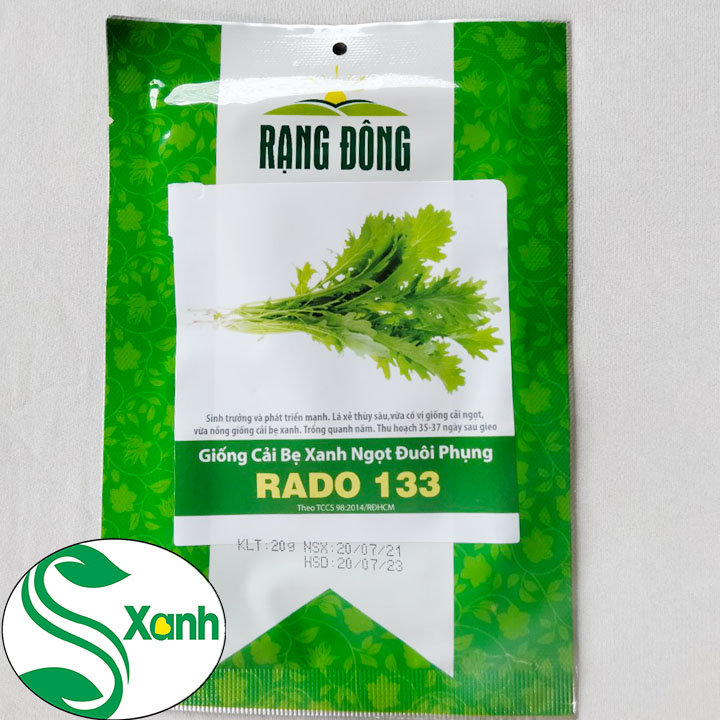 RẠNG ĐÔNG
Sinh trưởng và phát triển mạnh. Lá xẻ thùy sâu, vừa có vị giống cải ngọt,
vừa nồng giống cải bẹ xanh. Trồng quanh năm. Thu hoạch 35-37 ngày sau gieo
Giống Cải Bẹ Xanh Ngọt Đuôi Phụng
RADO 133
Theo TCCS 98:2014/RĐHCM
KLT:20g NSX:20/07/21
HSD:20/07/23
Xanh